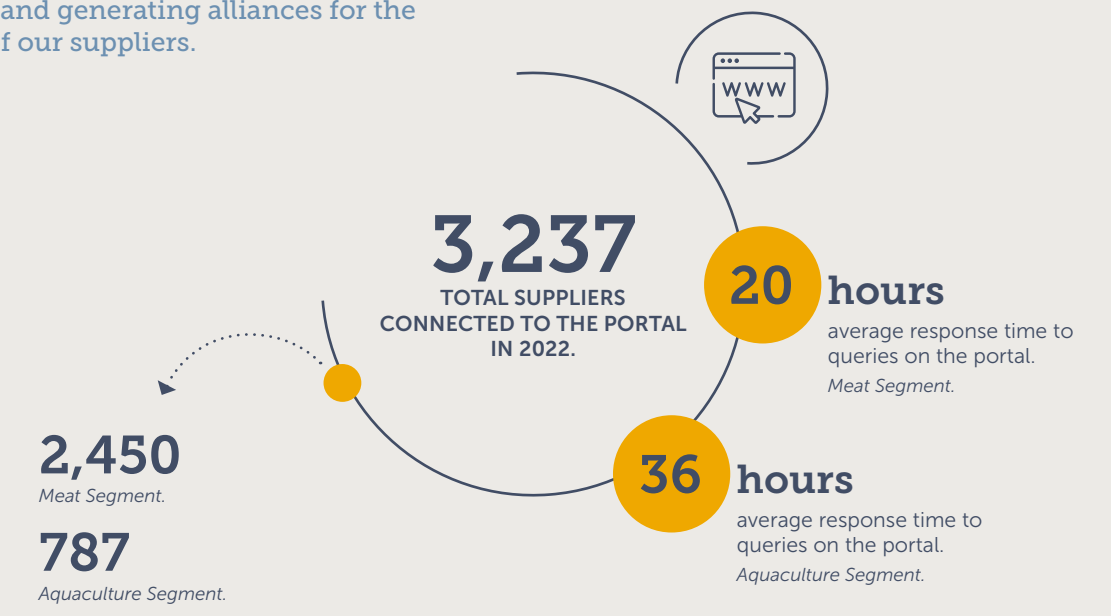 and generating alliances for the
f our suppliers.
WWW
3,237
TOTAL SUPPLIERS
CONNECTED TO THE PORTAL
IN 2022.
20 hours
average response time to
queries on the portal.
Meat Segment.
36 hours
average response time to
queries on the portal.
Aquaculture Segment.
2,450
Meat Segment.
787
Aquaculture Segment.